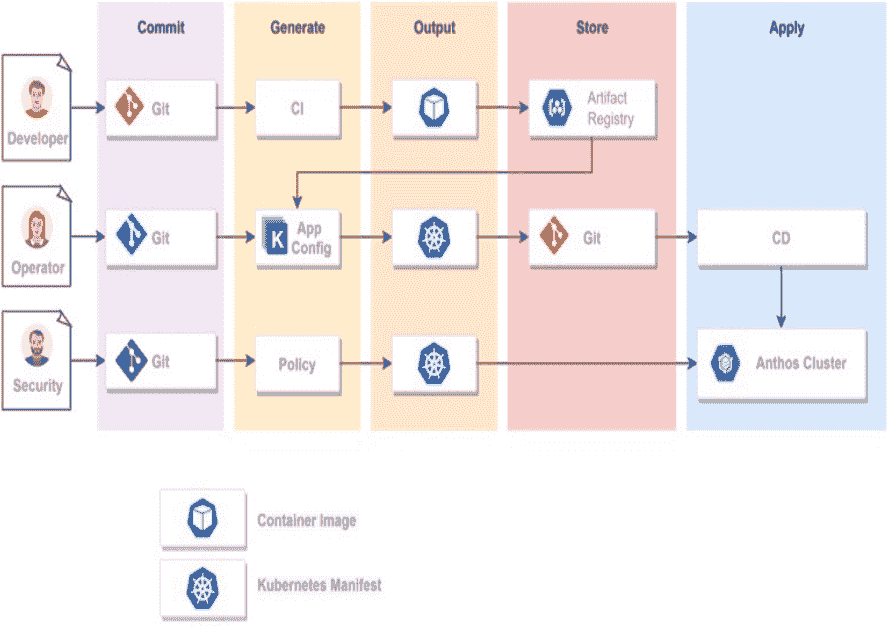 Commit
Generate
Output
Store
Apply
Developer
Git
CI
Artifact
Registry
Operator
Git
K
App
Config
Git
CD
Security
Git
Policy
Anthos Cluster
Container Image
Kubernetes Manifest